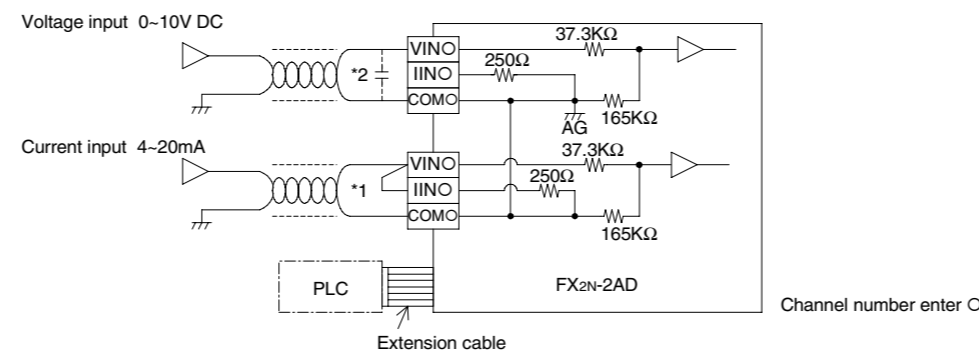 Voltage input 0~10V DC
37.3KΩ
VIN○
250Ω
*2
IIN○
COM○
AG
165KΩ
Current input 4~20mA
37.3KΩ
VIN○
250Ω
*1
IIN○
COM○
165KΩ
PLC
FX2N-2AD
Channel number enter ○
Extension cable